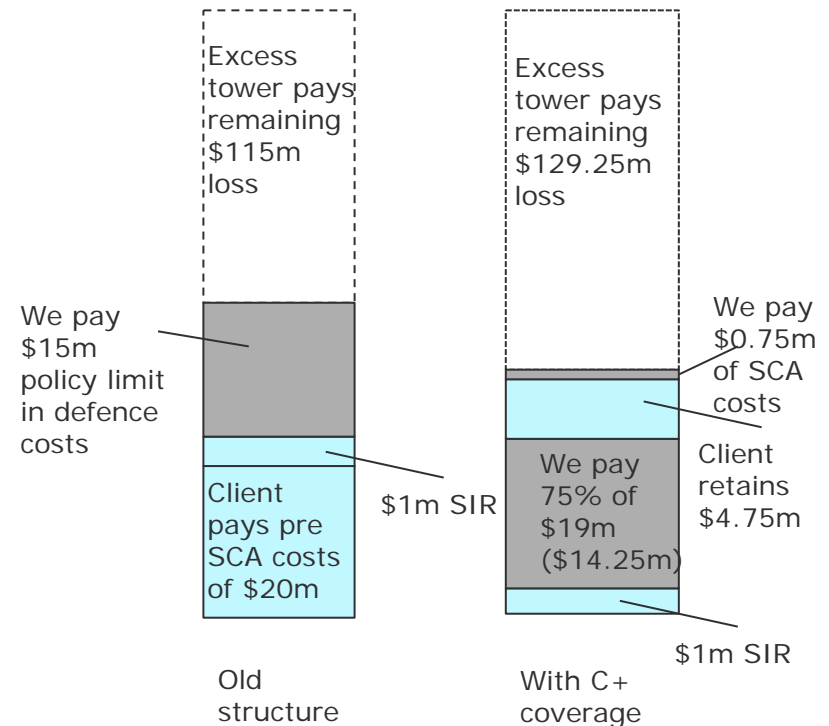 Excess
tower pays
remaining
$115m
loss
Excess
tower pays
remaining
$129.25m
loss
We pay
$15m
policy limit
in defence
costs
We pay
$0.75m
of SCA
costs
Client
pays pre
SCA costs
of $20m
$1m SIR
We pay
75% of
$19m
($14.25m)
Client
retains
$4.75m
$1m SIR
Old
structure
With C+
coverage